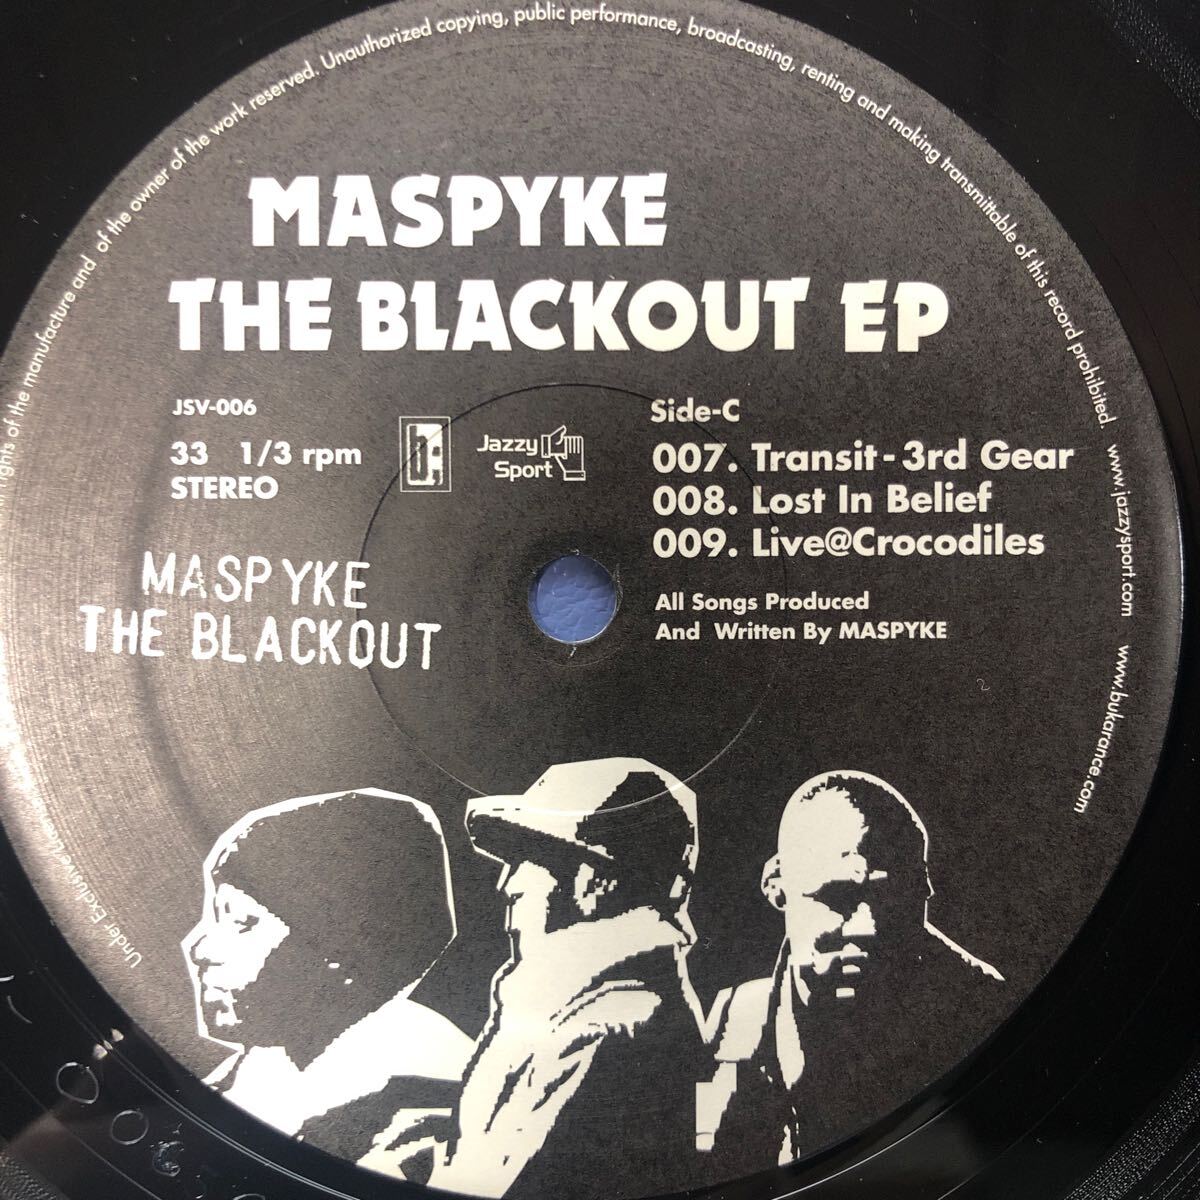 rights of the manufacture and of the owner of the work reserved. Unauthorized copying, public performance, broadcasting, renting and making transmittable of this record prohibited. www.jazzysport.com www.bukarance.com
MASPYKE
THE BLACKOUT EP
JSV-006
33 1/3 rpm
STEREO
Jazzy
Sport
Side-C
007. Transit - 3rd Gear
008. Lost In Belief
009. Live@Crocodiles
All Songs Produced
And Written By MASPYKE
MASPYKE
THE BLACKOUT
Under Exclusive